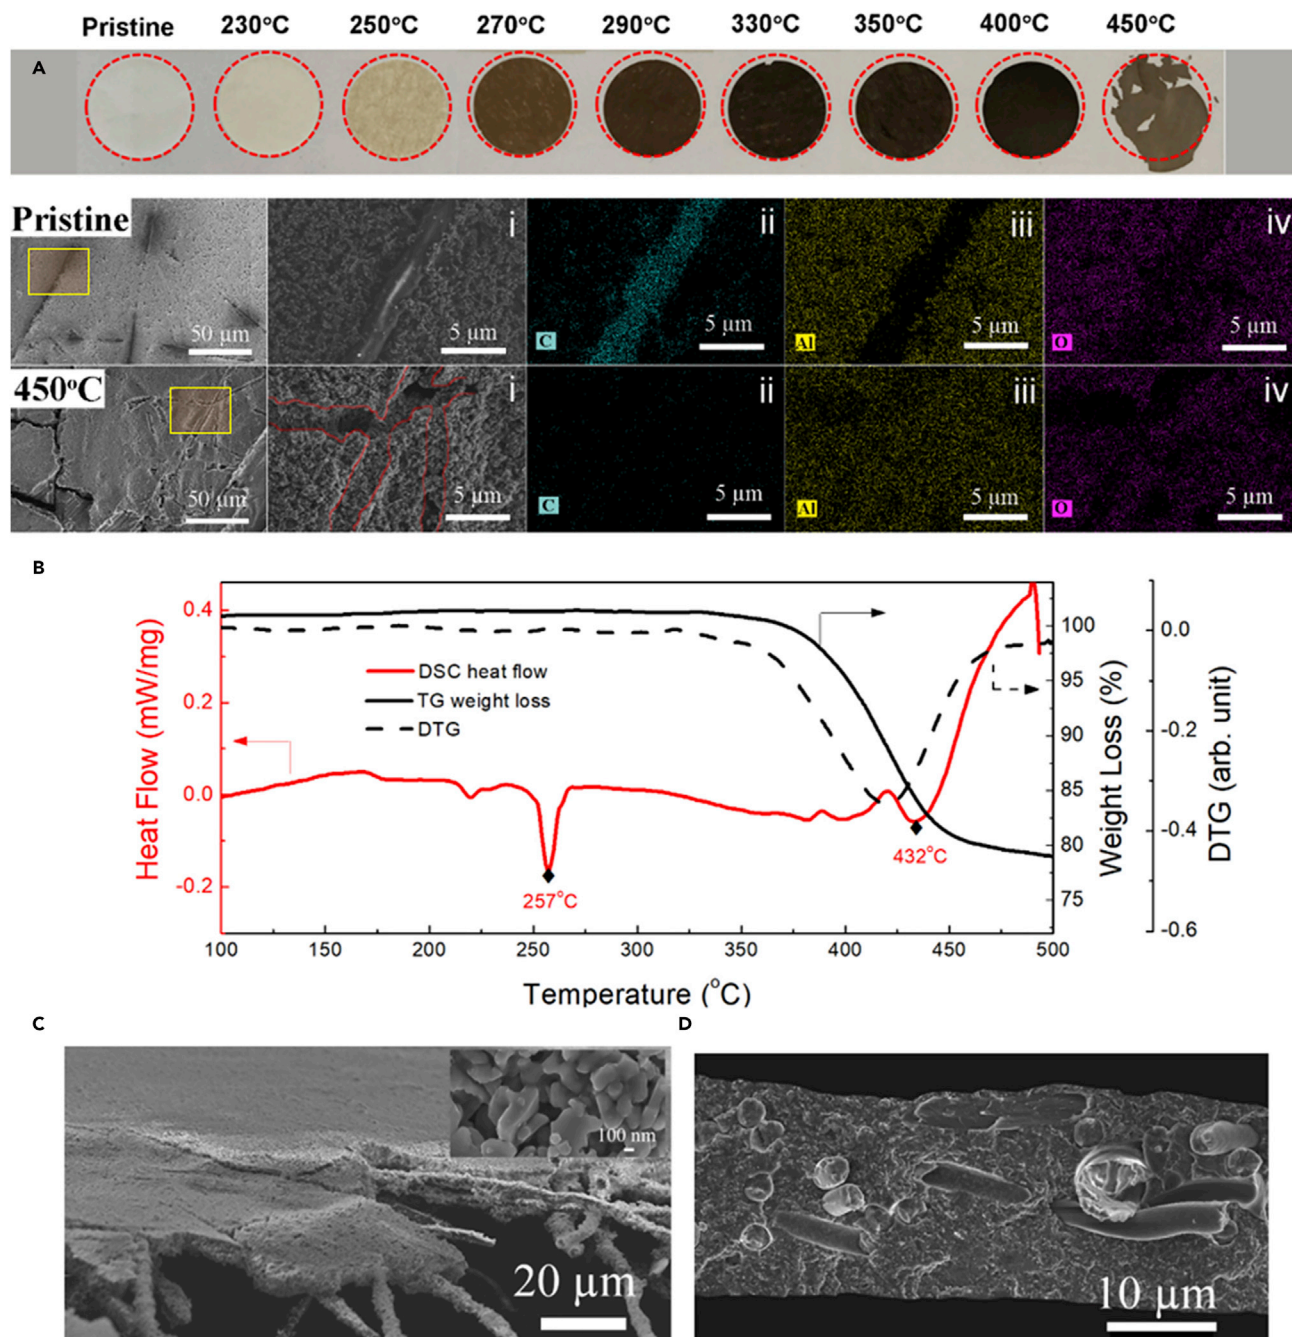 Pristine 230°C 250°C 270°C 290°C 330°C 350°C 400°C 450°C
A
Pristine i ii iii iv
50 µm 5 µm C 5 µm Al 5 µm O 5 µm
450°C i ii iii iv
50 µm 5 µm C 5 µm Al 5 µm O 5 µm
B
0.4 0.2 0.0 -0.2
Heat Flow (mW/mg)
DSC heat flow
TG weight loss
DTG
257°C
432°C
100 95 90 85 80 75
Weight Loss (%)
0.0 -0.2 -0.4 -0.6
DTG (arb. unit)
100 150 200 250 300 350 400 450 500
Temperature (°C)
C
100 nm
20 µm
D
10 µm